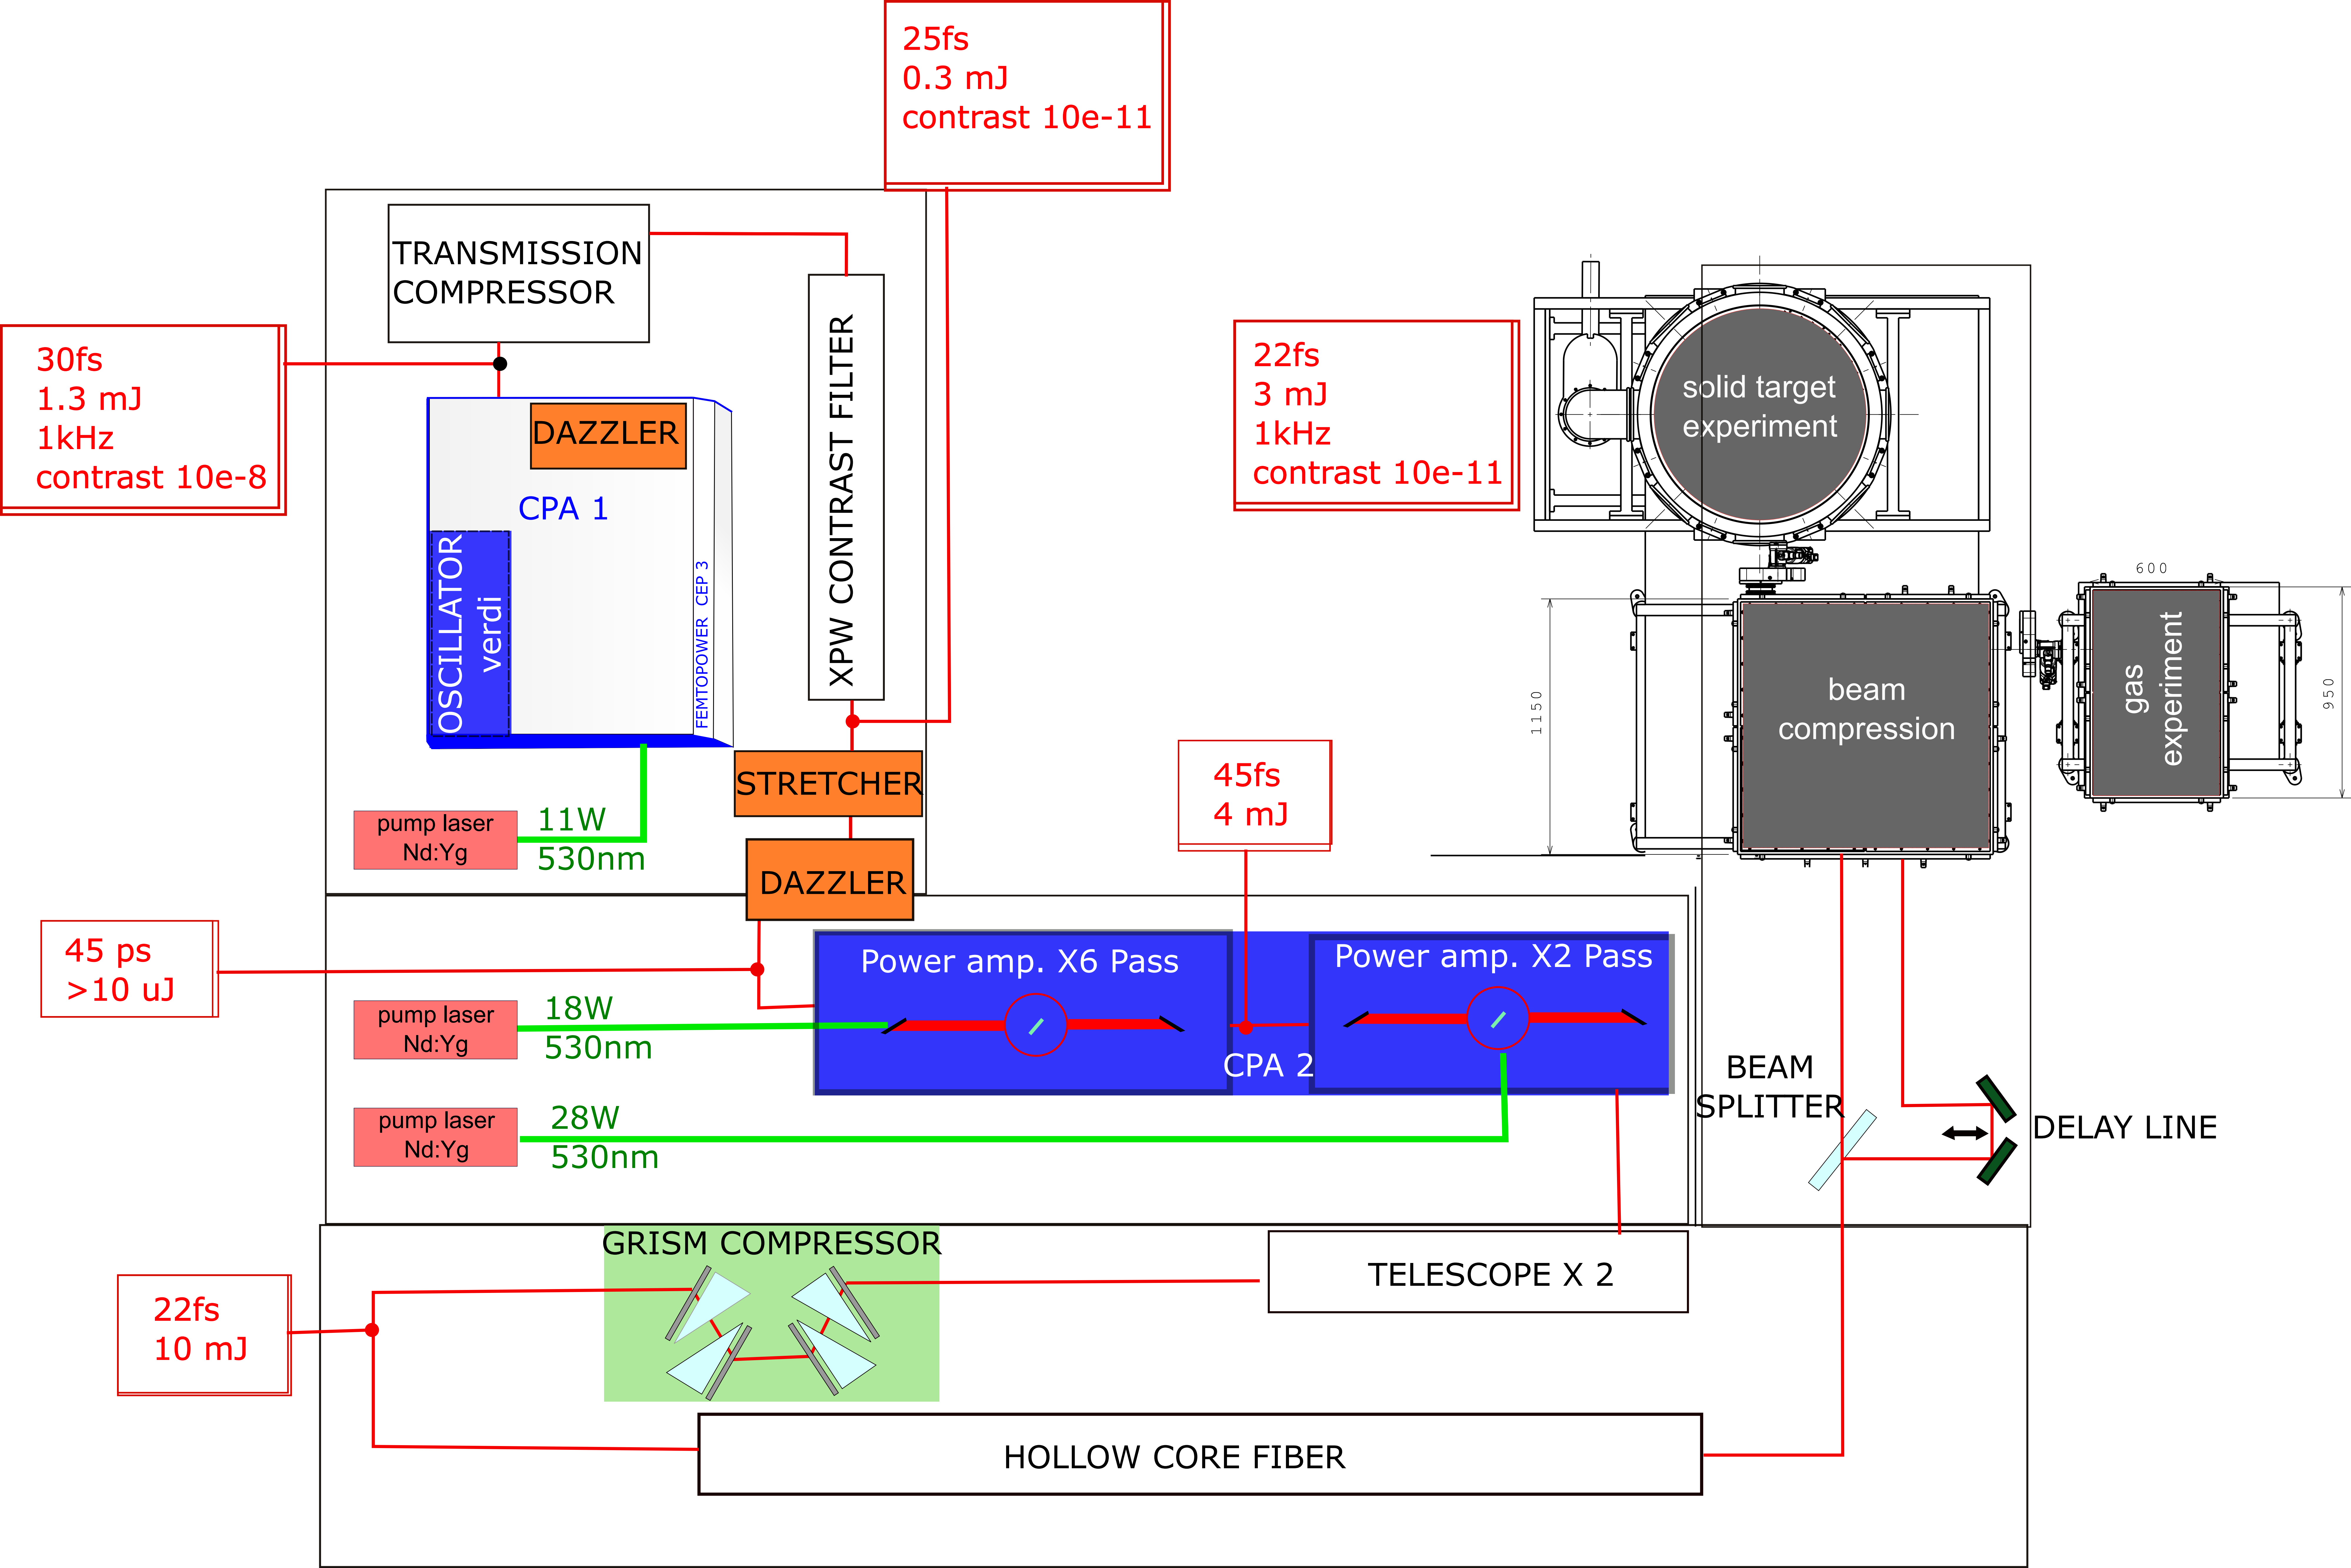 25fs
0.3 mJ
contrast 10e-11
TRANSMISSION
COMPRESSOR
30fs
1.3 mJ
1kHz
contrast 10e-8
DAZZLER
CPA 1
OSCILLATOR
verdi
FEMTOPOWER CEP 3
XPW CONTRAST FILTER
22fs
3 mJ
1kHz
contrast 10e-11
solid target
experiment
600
1150
beam
compression
gas
experiment
950
STRETCHER
pump laser
Nd:Yg
11W
530nm
DAZZLER
45fs
4 mJ
45 ps
>10 uJ
Power amp. X6 Pass
Power amp. X2 Pass
CPA 2
pump laser
Nd:Yg
18W
530nm
pump laser
Nd:Yg
28W
530nm
BEAM
SPLITTER
DELAY LINE
GRISM COMPRESSOR
TELESCOPE X 2
22fs
10 mJ
HOLLOW CORE FIBER